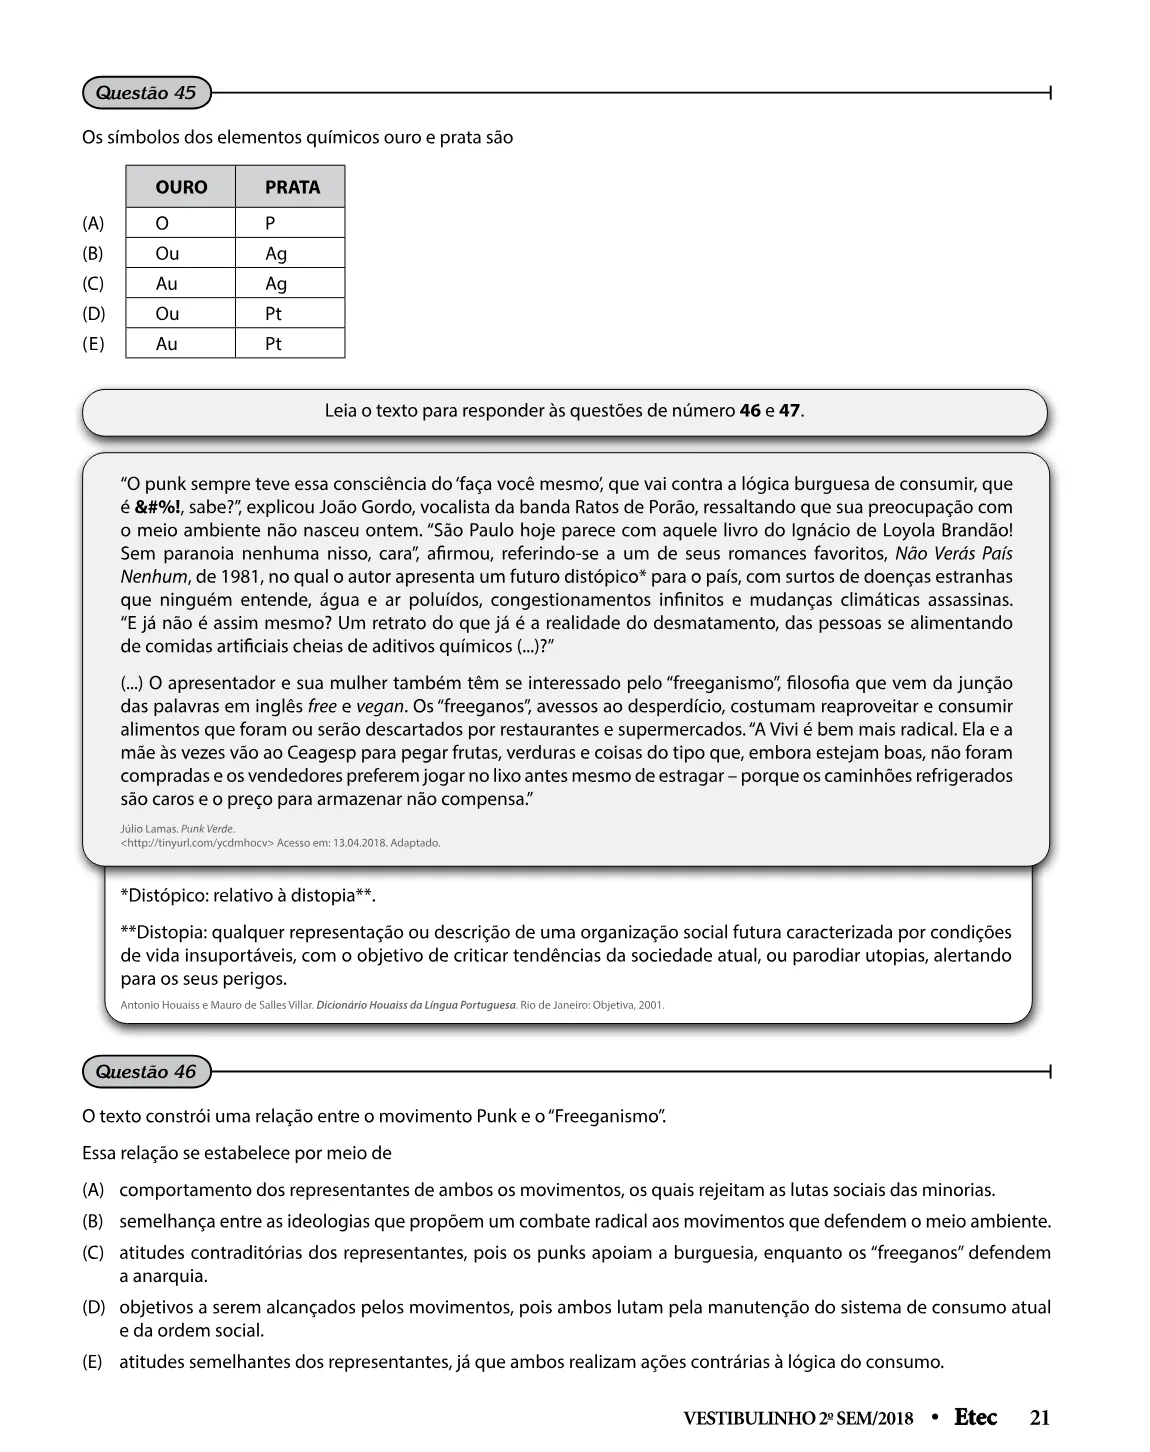 Questão 45
Os símbolos dos elementos químicos ouro e prata são
OURO PRATA
(A) O P
(B) Ou Ag
(C) Au Ag
(D) Ou Pt
(E) Au Pt
Leia o texto para responder às questões de número 46 e 47.
“O punk sempre teve essa consciência do ‘faça você mesmo’, que vai contra a lógica burguesa de consumir, que
é &#%!, sabe?”, explicou João Gordo, vocalista da banda Ratos de Porão, ressaltando que sua preocupação com
o meio ambiente não nasceu ontem. “São Paulo hoje parece com aquele livro do Ignácio de Loyola Brandão!
Sem paranoia nenhuma nisso, cara”, afirmou, referindo-se a um de seus romances favoritos, Não Verás País
Nenhum, de 1981, no qual o autor apresenta um futuro distópico* para o país, com surtos de doenças estranhas
que ninguém entende, água e ar poluídos, congestionamentos infinitos e mudanças climáticas assassinas.
“E já não é assim mesmo? Um retrato do que já é a realidade do desmatamento, das pessoas se alimentando
de comidas artificiais cheias de aditivos químicos (...)?”
(...) O apresentador e sua mulher também têm se interessado pelo “freeganismo”, filosofia que vem da junção
das palavras em inglês free e vegan. Os “freeganos”, avessos ao desperdício, costumam reaproveitar e consumir
alimentos que foram ou serão descartados por restaurantes e supermercados. “A Vivi é bem mais radical. Ela e a
mãe às vezes vão ao Ceagesp para pegar frutas, verduras e coisas do tipo que, embora estejam boas, não foram
compradas e os vendedores preferem jogar no lixo antes mesmo de estragar – porque os caminhões refrigerados
são caros e o preço para armazenar não compensa.”
Júlio Lamas. Punk Verde.
<http://tinyurl.com/ycdmhocv> Acesso em: 13.04.2018. Adaptado.
*Distópico: relativo à distopia**.
**Distopia: qualquer representação ou descrição de uma organização social futura caracterizada por condições
de vida insuportáveis, com o objetivo de criticar tendências da sociedade atual, ou parodiar utopias, alertando
para os seus perigos.
Antonio Houaiss e Mauro de Salles Villar. Dicionário Houaiss da Língua Portuguesa. Rio de Janeiro: Objetiva, 2001.
Questão 46
O texto constrói uma relação entre o movimento Punk e o “Freeganismo”.
Essa relação se estabelece por meio de
(A) comportamento dos representantes de ambos os movimentos, os quais rejeitam as lutas sociais das minorias.
(B) semelhança entre as ideologias que propõem um combate radical aos movimentos que defendem o meio ambiente.
(C) atitudes contraditórias dos representantes, pois os punks apoiam a burguesia, enquanto os “freeganos” defendem
a anarquia.
(D) objetivos a serem alcançados pelos movimentos, pois ambos lutam pela manutenção do sistema de consumo atual
e da ordem social.
(E) atitudes semelhantes dos representantes, já que ambos realizam ações contrárias à lógica do consumo.
VESTIBULINHO 2º SEM/2018 • Etec 21